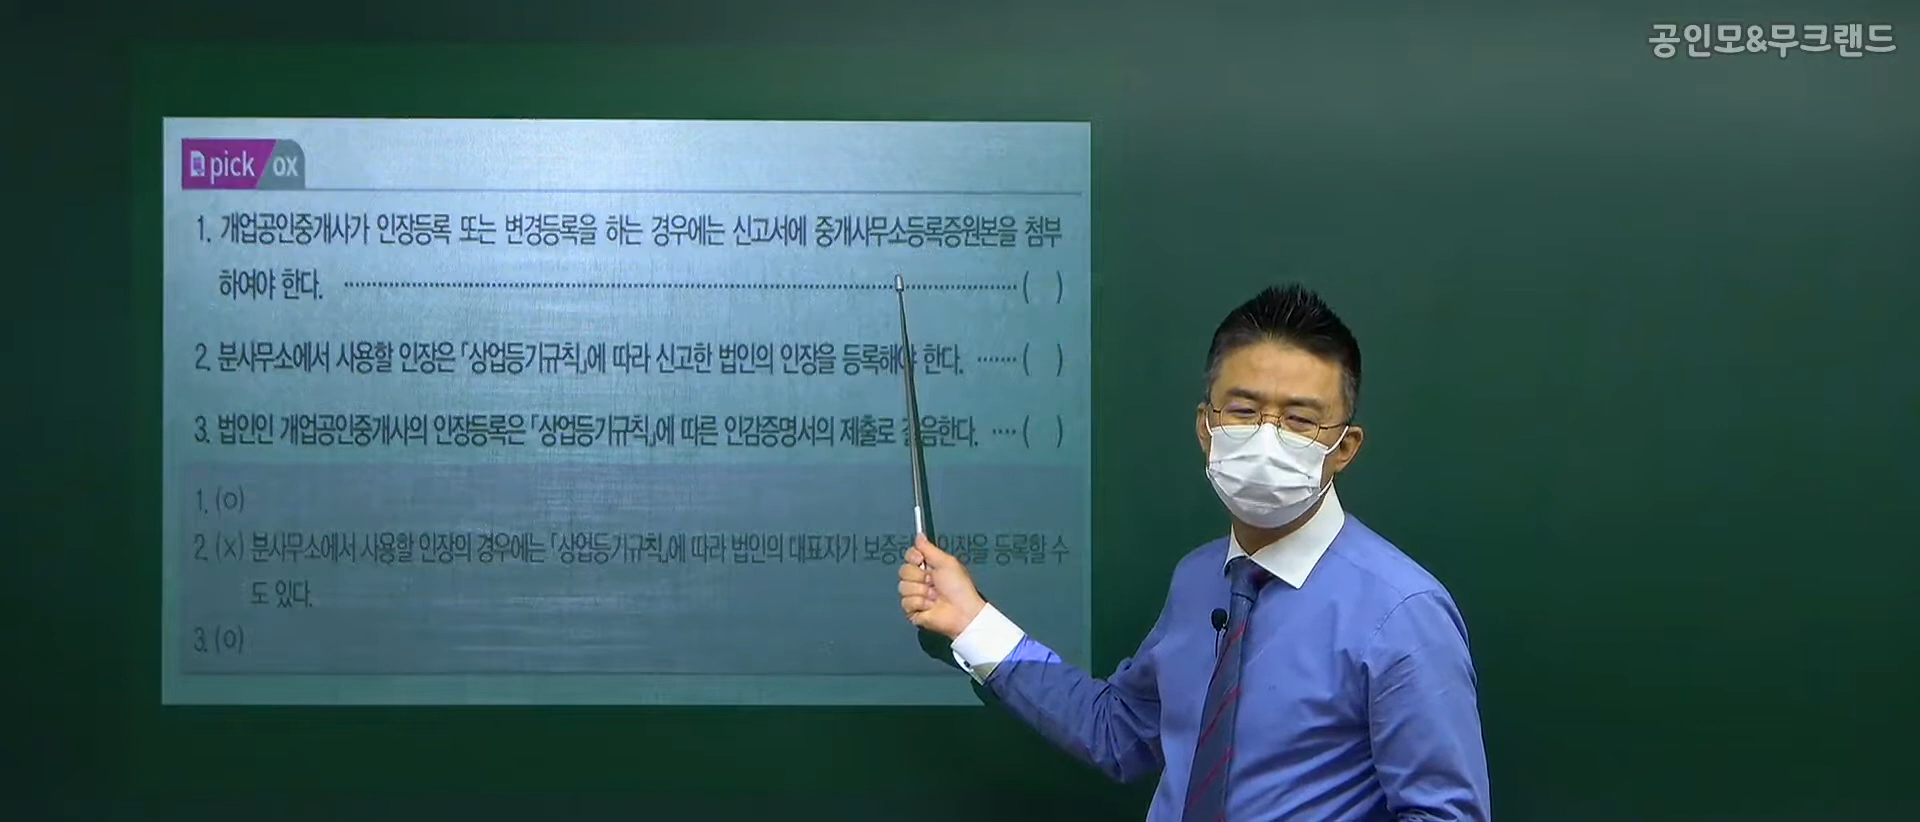 공인모&무크랜드
pick ox
1. 개업공인중개사가 인장등록 또는 변경등록을 하는 경우에는 신고서에 중개사무소등록증원본을 첨부
하여야 한다. ( )
2. 분사무소에서 사용할 인장은 「상업등기규칙」에 따라 신고한 법인의 인장을 등록해야 한다. ( )
3. 법인인 개업공인중개사의 인장등록은 「상업등기규칙」에 따른 인감증명서의 제출로 갈음한다. ( )
1. (O)
2. (X) 분사무소에서 사용할 인장의 경우에는 「상업등기규칙」에 따라 법인의 대표자가 인장을 등록할 수
도 있다.
3. (O)